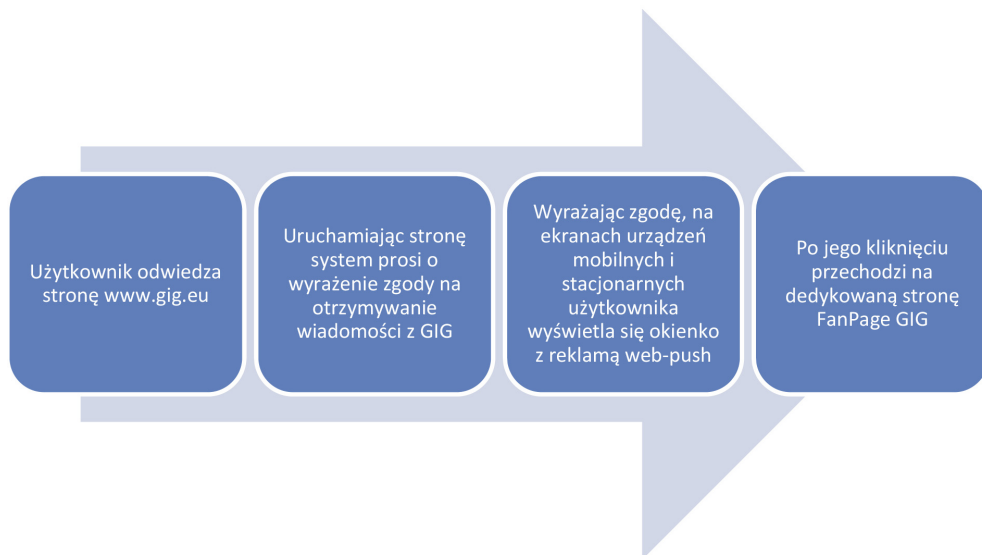 Użytkownik odwiedza
stronę www.gig.eu
Uruchamiając stronę
system prosi o
wyrażenie zgody na
otrzymywanie
wiadomości z GIG
Wyrażając zgodę, na
ekranach urządzeń
mobilnych i
stacjonarnych
użytkownika
wyświetla się okienko
z reklamą web-push
Po jego kliknięciu
przechodzi na
dedykowaną stronę
FanPage GIG